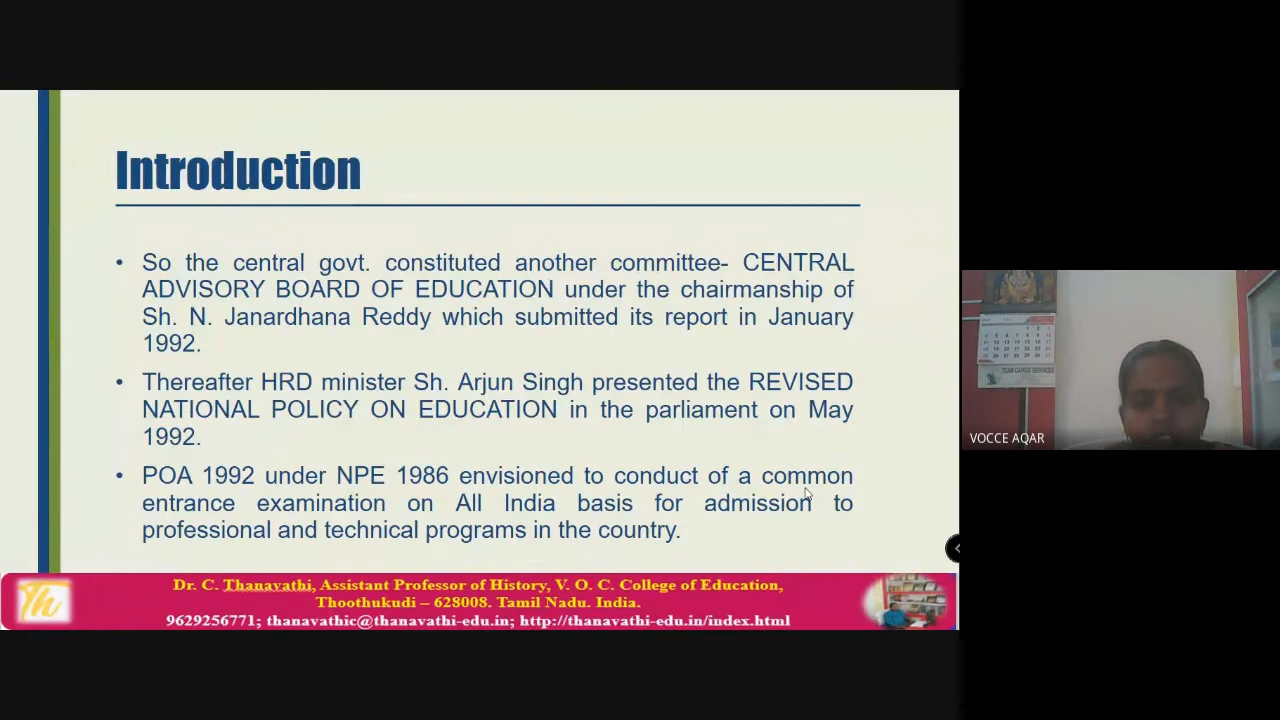 Introduction
• So the central govt. constituted another committee- CENTRAL
ADVISORY BOARD OF EDUCATION under the chairmanship of
Sh. N. Janardhana Reddy which submitted its report in January
1992.
• Thereafter HRD minister Sh. Arjun Singh presented the REVISED
NATIONAL POLICY ON EDUCATION in the parliament on May
1992.
• POA 1992 under NPE 1986 envisioned to conduct of a common
entrance examination on All India basis for admission to
professional and technical programs in the country.
Th
Dr. C. Thanavathi, Assistant Professor of History, V. O. C. College of Education,
Thoothukudi – 628008. Tamil Nadu. India.
9629256771; thanavathic@thanavathi-edu.in; http://thanavathi-edu.in/index.html
TEAM CARGO SERVICES
VOCCE AQAR